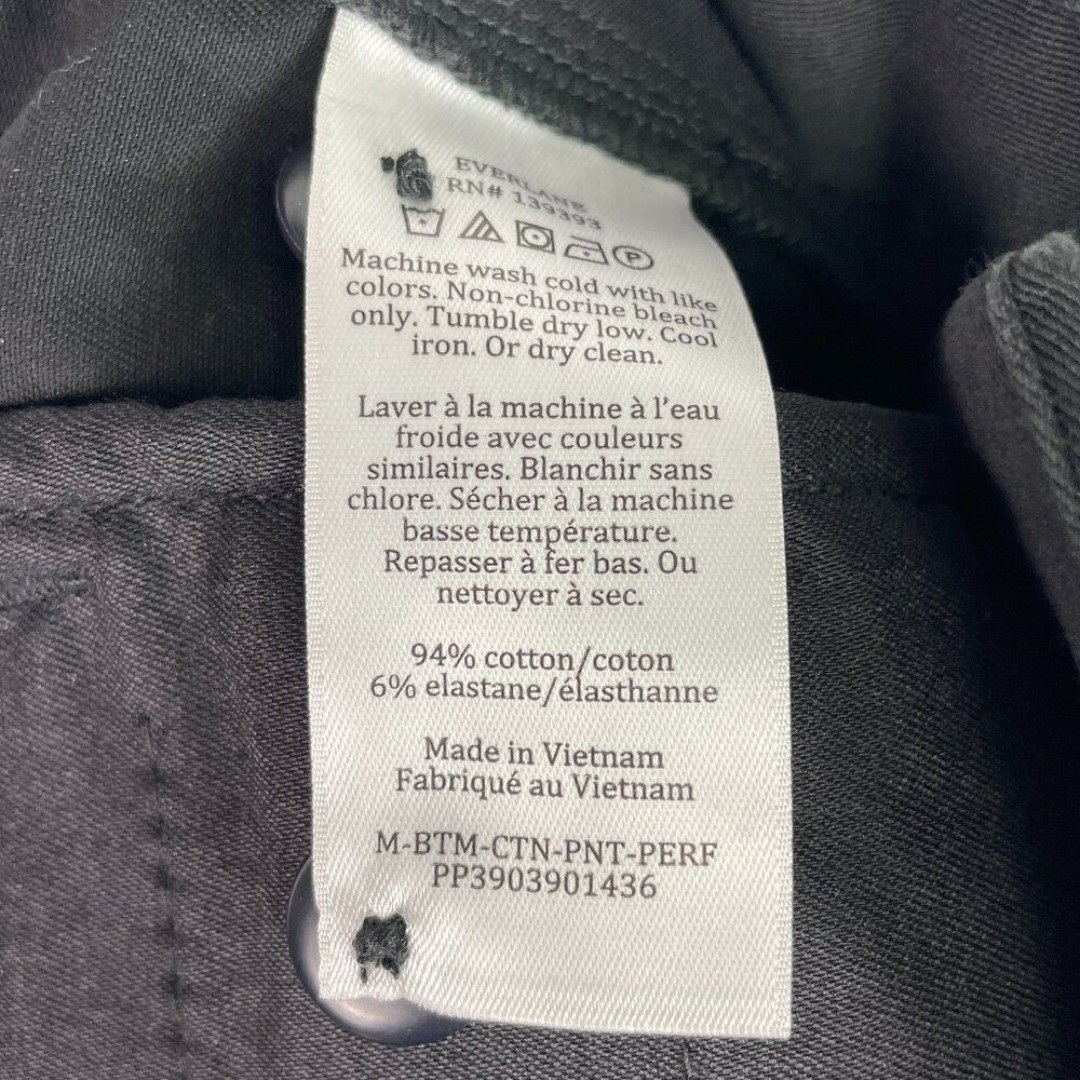 EVERLANE
RN# 139393
P
Machine wash cold with like
colors. Non-chlorine bleach
only. Tumble dry low. Cool
iron. Or dry clean.
Laver à la machine à l'eau
froide avec couleurs
similaires. Blanchir sans
chlore. Sécher à la machine
basse température.
Repasser à fer bas. Ou
nettoyer à sec.
94% cotton/coton
6% elastane/élasthanne
Made in Vietnam
Fabriqué au Vietnam
M-BTM-CTN-PNT-PERF
PP3903901436